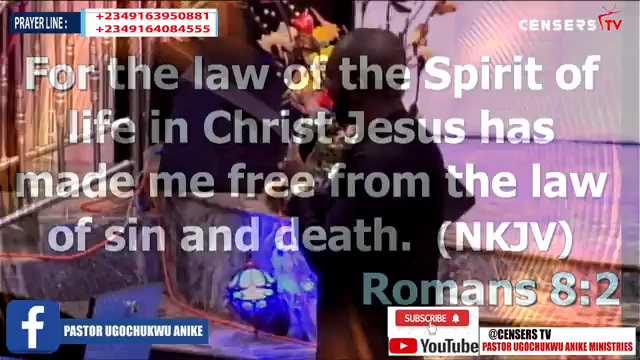 PRAYER LINE :
+2349163950881
+2349164084555
CENSERS TV
For the law of the Spirit of
life in Christ Jesus has
made me free from the law
of sin and death. (NKJV)
Romans 8:2
f PASTOR UGOCHUKWU ANIKE
SUBSCRIBE
YouTube
@CENSERS TV
PASTOR UGOCHUKWU ANIKE MINISTRIES